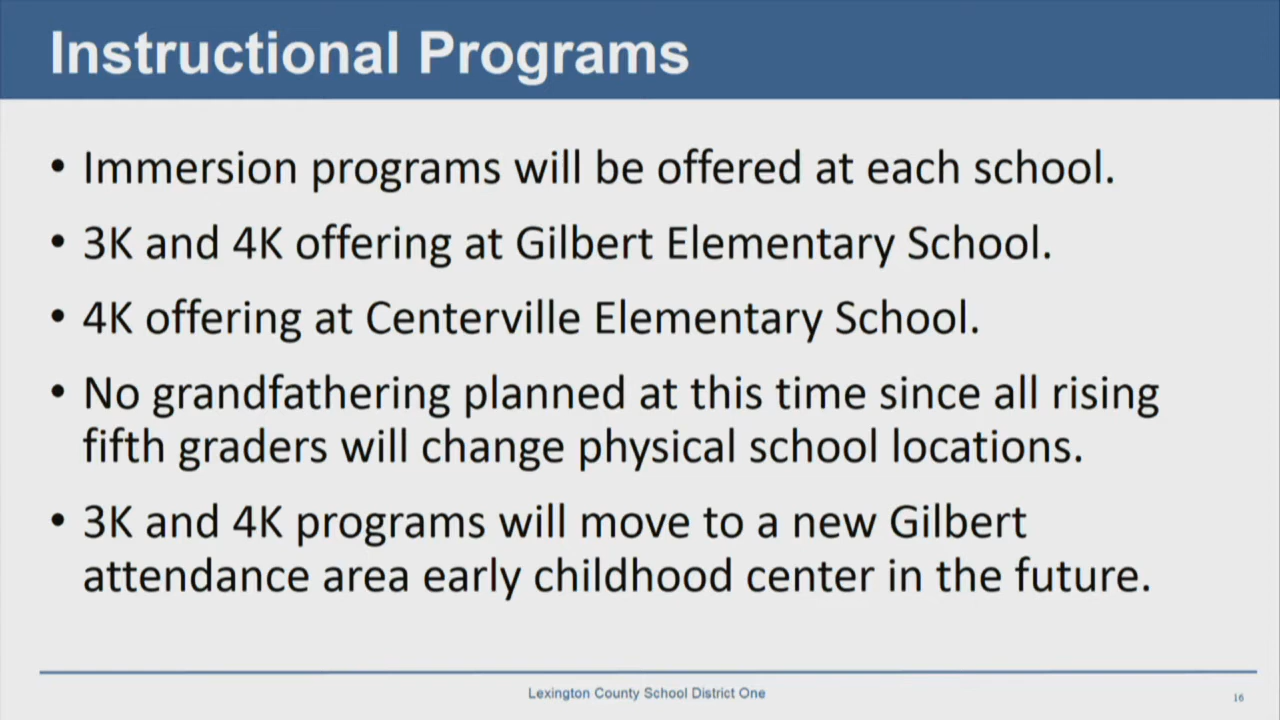 Instructional Programs
• Immersion programs will be offered at each school.
• 3K and 4K offering at Gilbert Elementary School.
• 4K offering at Centerville Elementary School.
• No grandfathering planned at this time since all rising
fifth graders will change physical school locations.
• 3K and 4K programs will move to a new Gilbert
attendance area early childhood center in the future.
Lexington County School District One
16